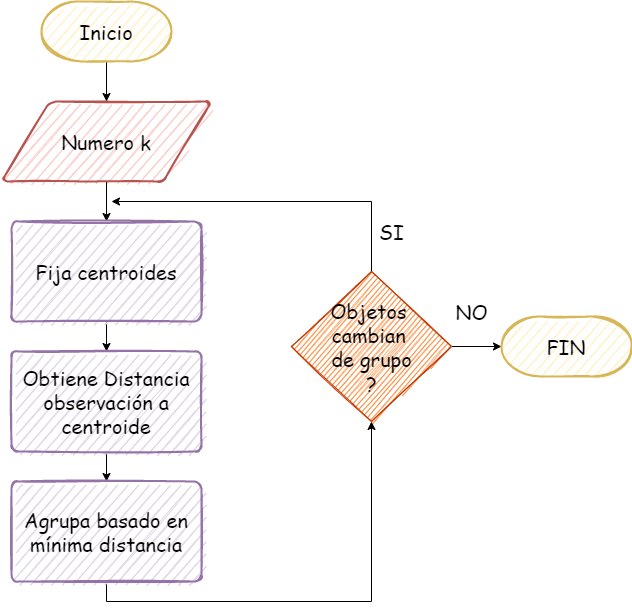 Inicio
Numero k
Fija centroides
Obtiene Distancia
observación a
centroide
Agrupa basado en
mínima distancia
Objetos
cambian
de grupo
?
SI
NO
FIN